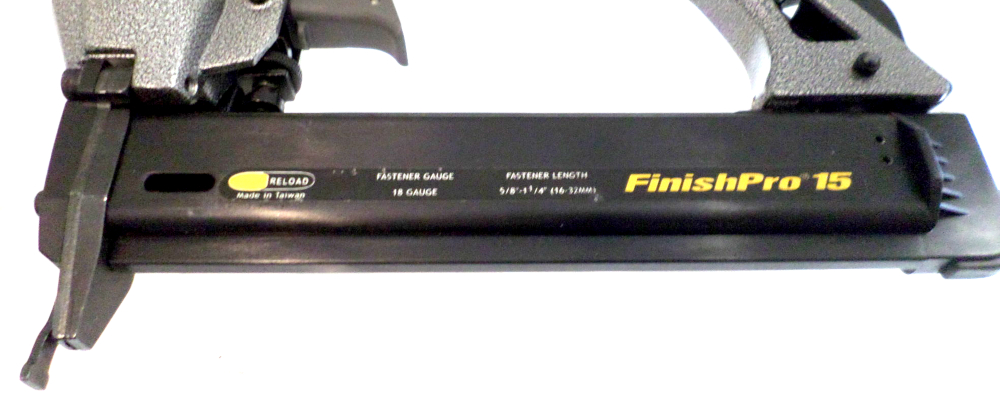 RELOAD
Made in Taiwan
FASTENER GAUGE
18 GAUGE
FASTENER LENGTH
5/8"-1 1/4" (16-32MM)
FinishPro® 15